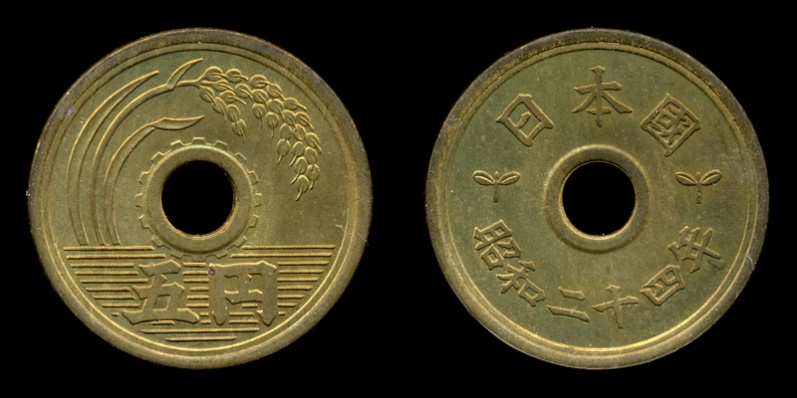 五円
日本國
昭和二十四年